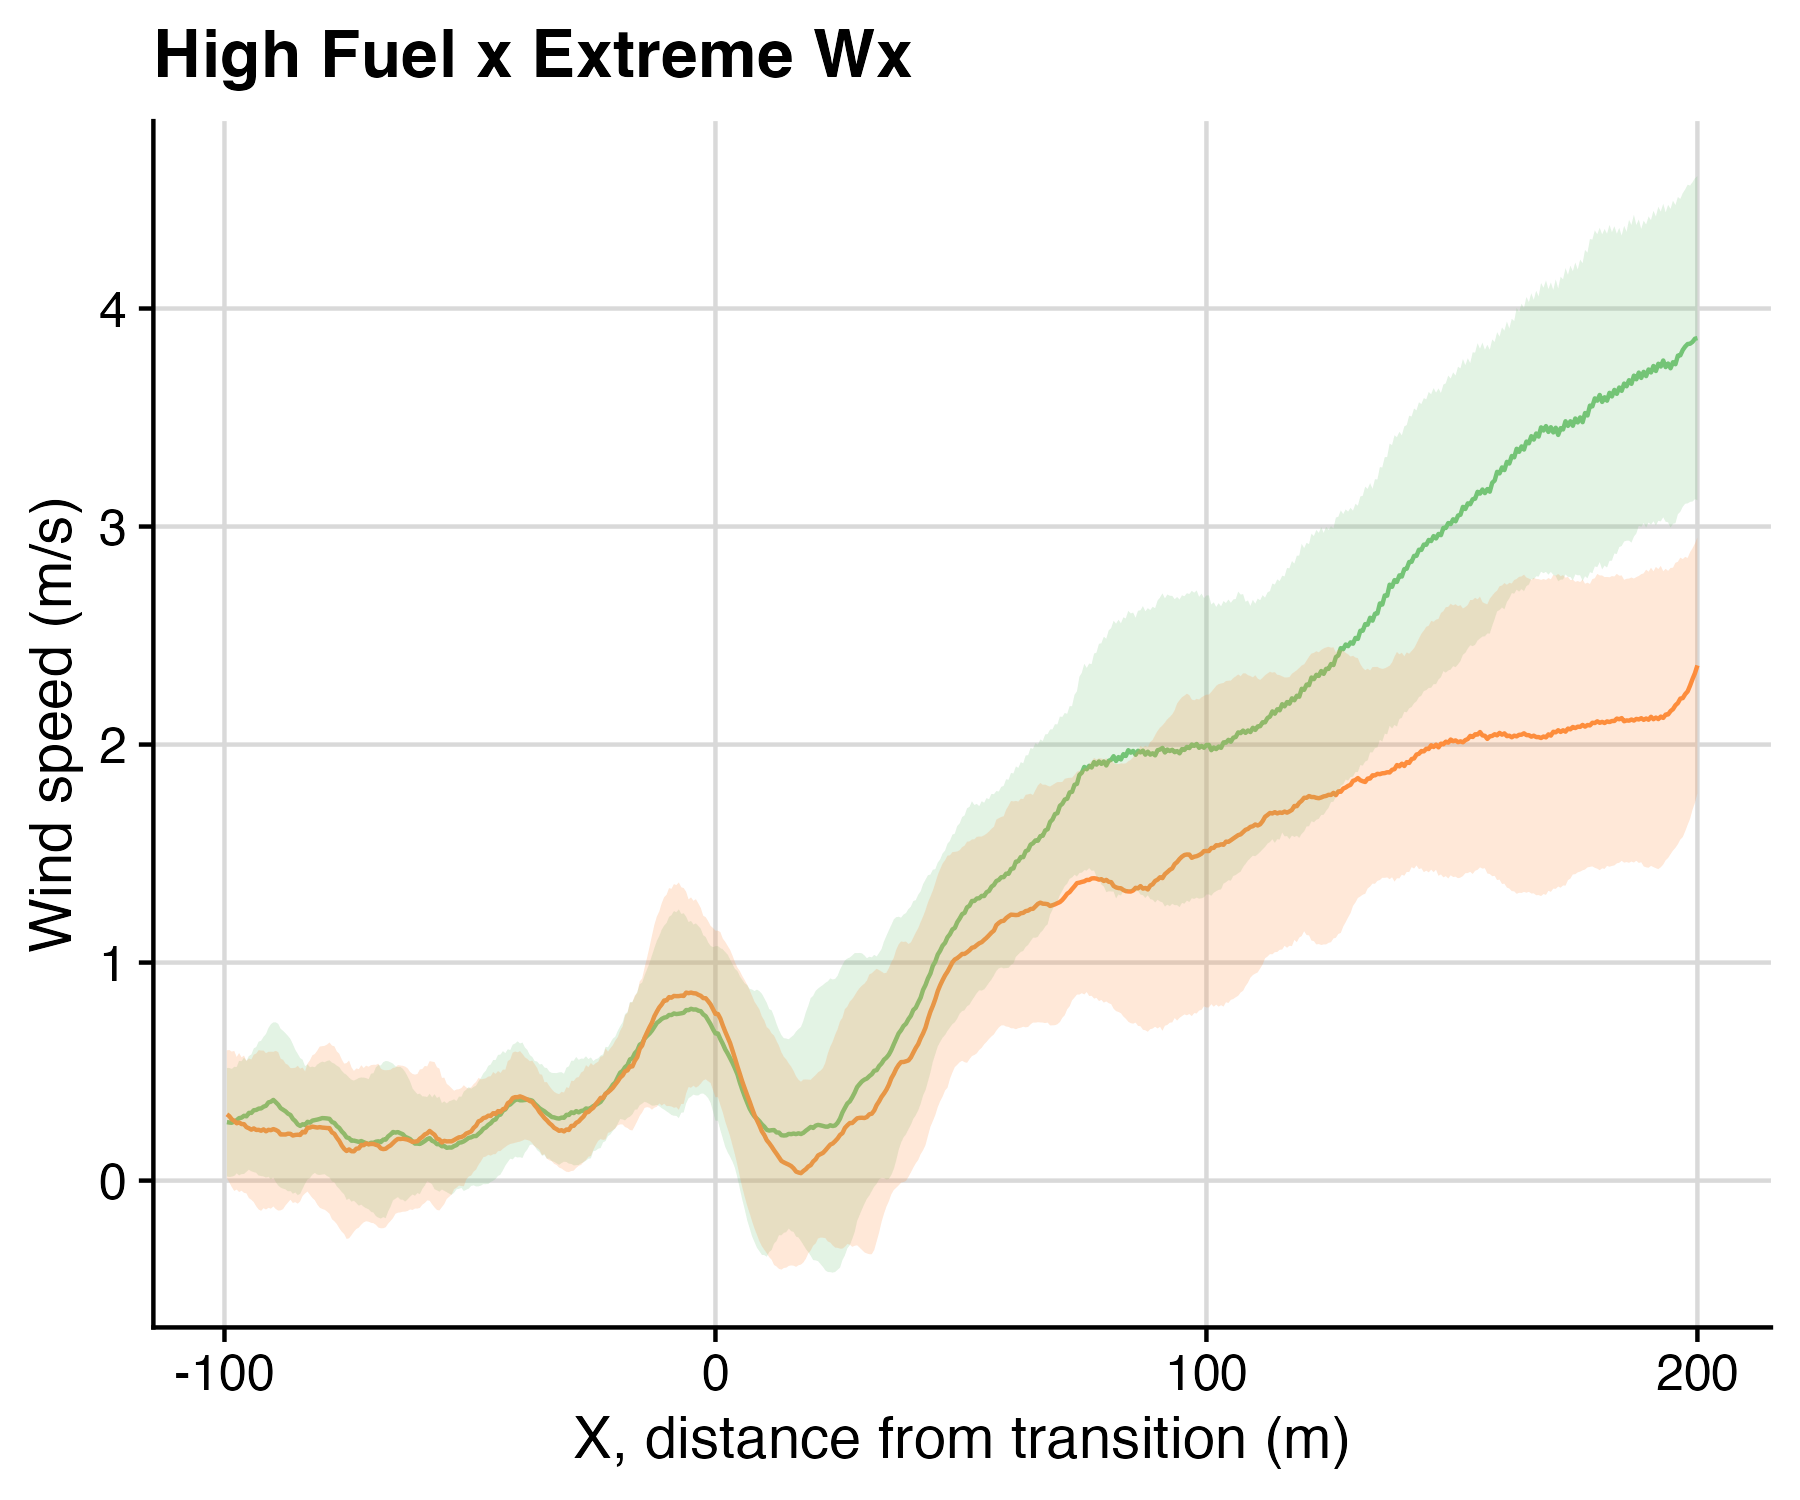 High Fuel x Extreme Wx
Wind speed (m/s)
4
3
2
1
0
-100 0 100 200
X, distance from transition (m)